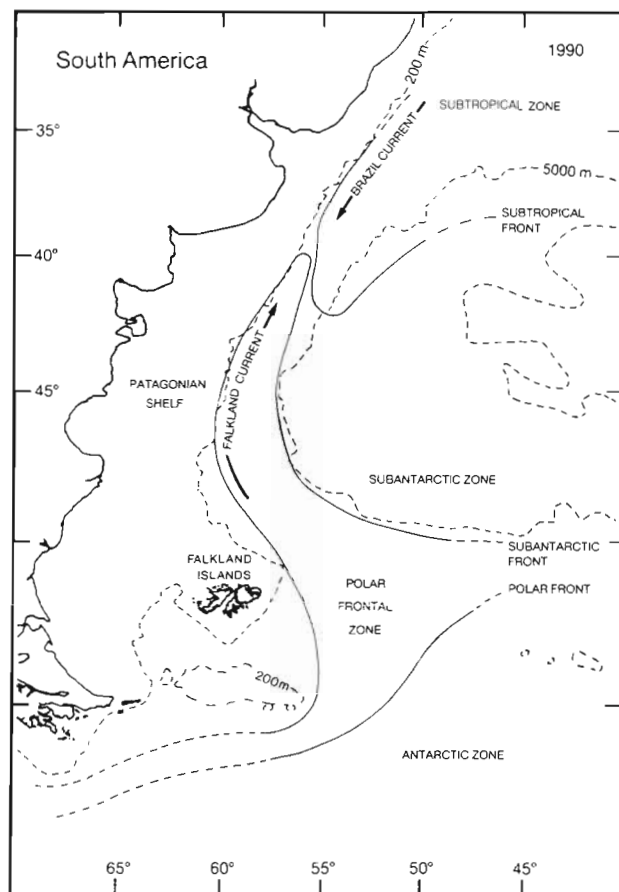 South America
1990
200 m
SUBTROPICAL ZONE
35°
BRAZIL CURRENT
5000 m
SUBTROPICAL
FRONT
40°
PATAGONIAN
SHELF
FALKLAND CURRENT
45°
SUBANTARCTIC ZONE
FALKLAND
ISLANDS
SUBANTARCTIC
FRONT
POLAR
FRONTAL
ZONE
POLAR FRONT
200m
ANTARCTIC ZONE
65°
60°
55°
50°
45°